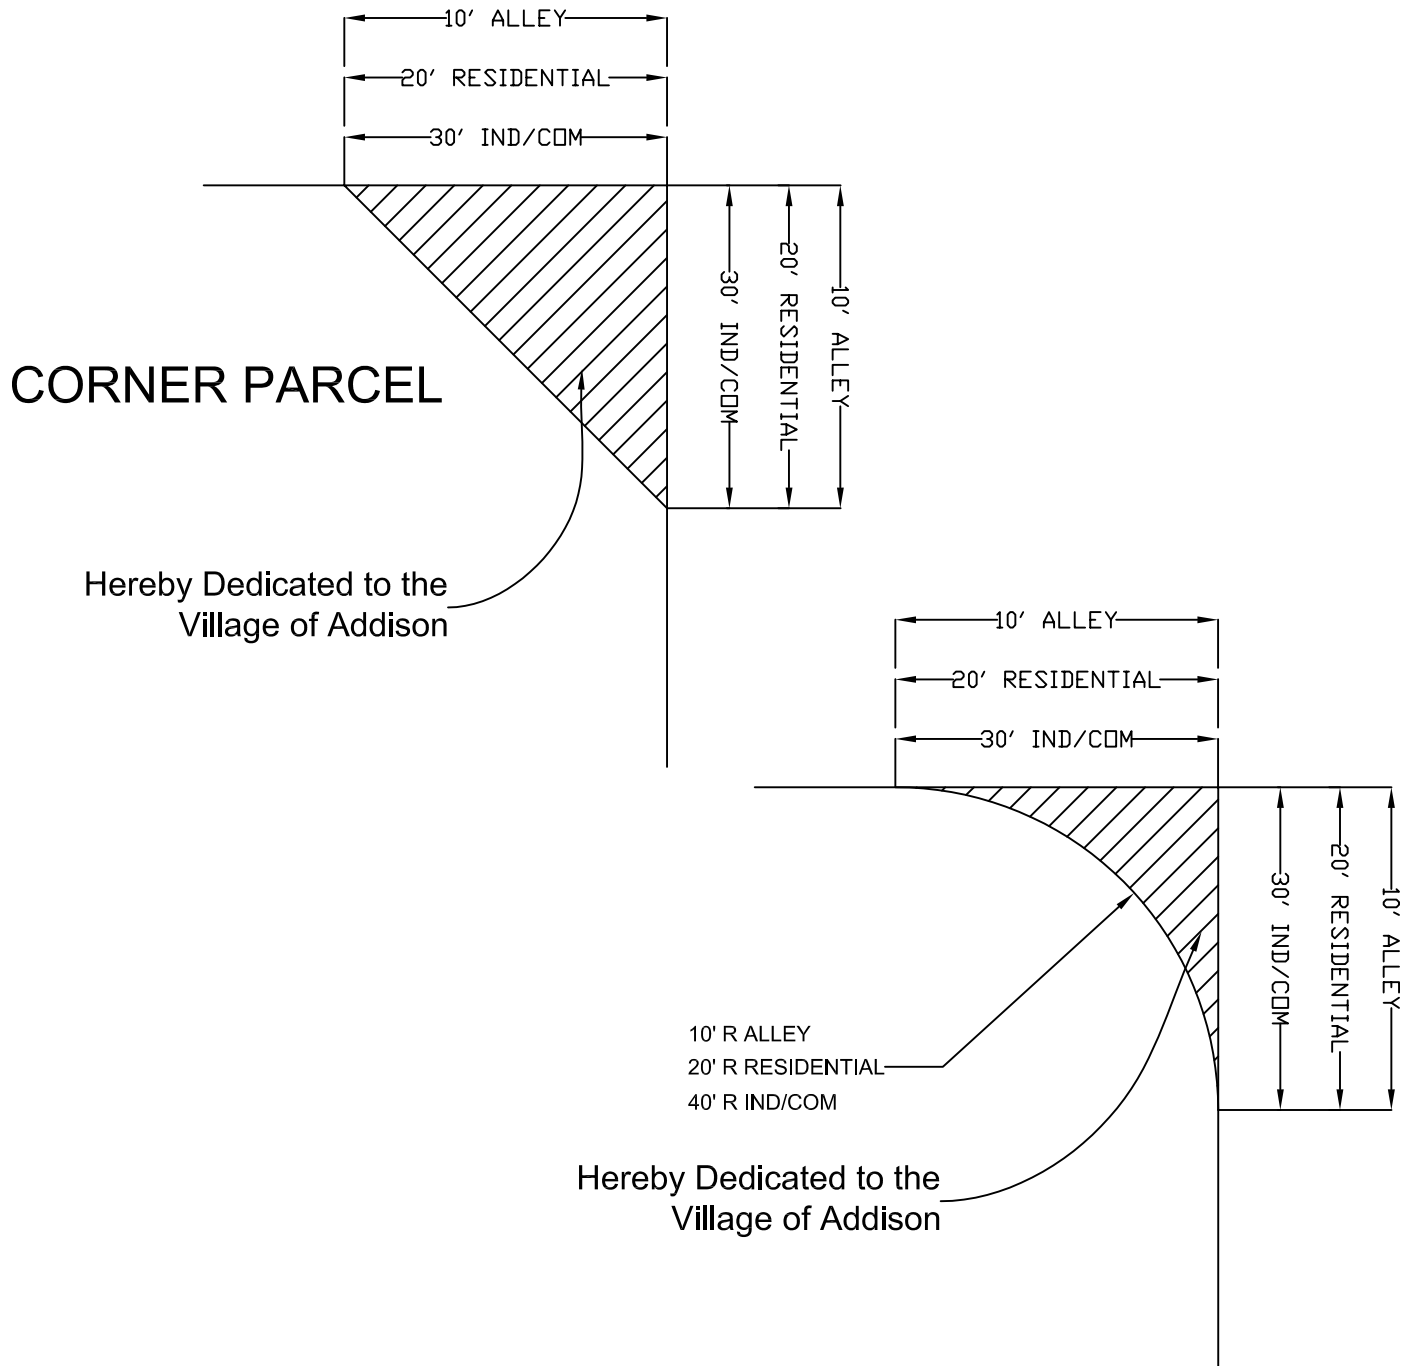 10' ALLEY
20' RESIDENTIAL
30' IND/COM
30' IND/COM
20' RESIDENTIAL
10' ALLEY
CORNER PARCEL
Hereby Dedicated to the
Village of Addison
10' ALLEY
20' RESIDENTIAL
30' IND/COM
30' IND/COM
20' RESIDENTIAL
10' ALLEY
10' R ALLEY
20' R RESIDENTIAL
40' R IND/COM
Hereby Dedicated to the
Village of Addison